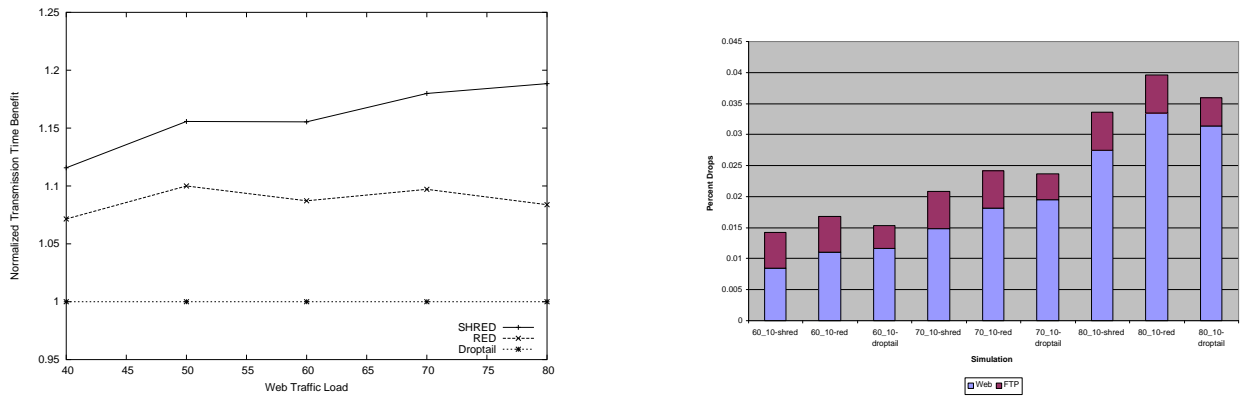 1.25
1.2
1.15
1.1
1.05
1
0.95
Normalized Transmission Time Benefit
40 45 50 55 60 65 70 75 80
Web Traffic Load
SHRED
RED
Droptail
0.045
0.04
0.035
0.03
0.025
0.02
0.015
0.01
0.005
0
Percent Drops
60_10-shred 60_10-red 60_10-droptail 70_10-shred 70_10-red 70_10-droptail 80_10-shred 80_10-red 80_10-droptail
Simulation
Web FTP